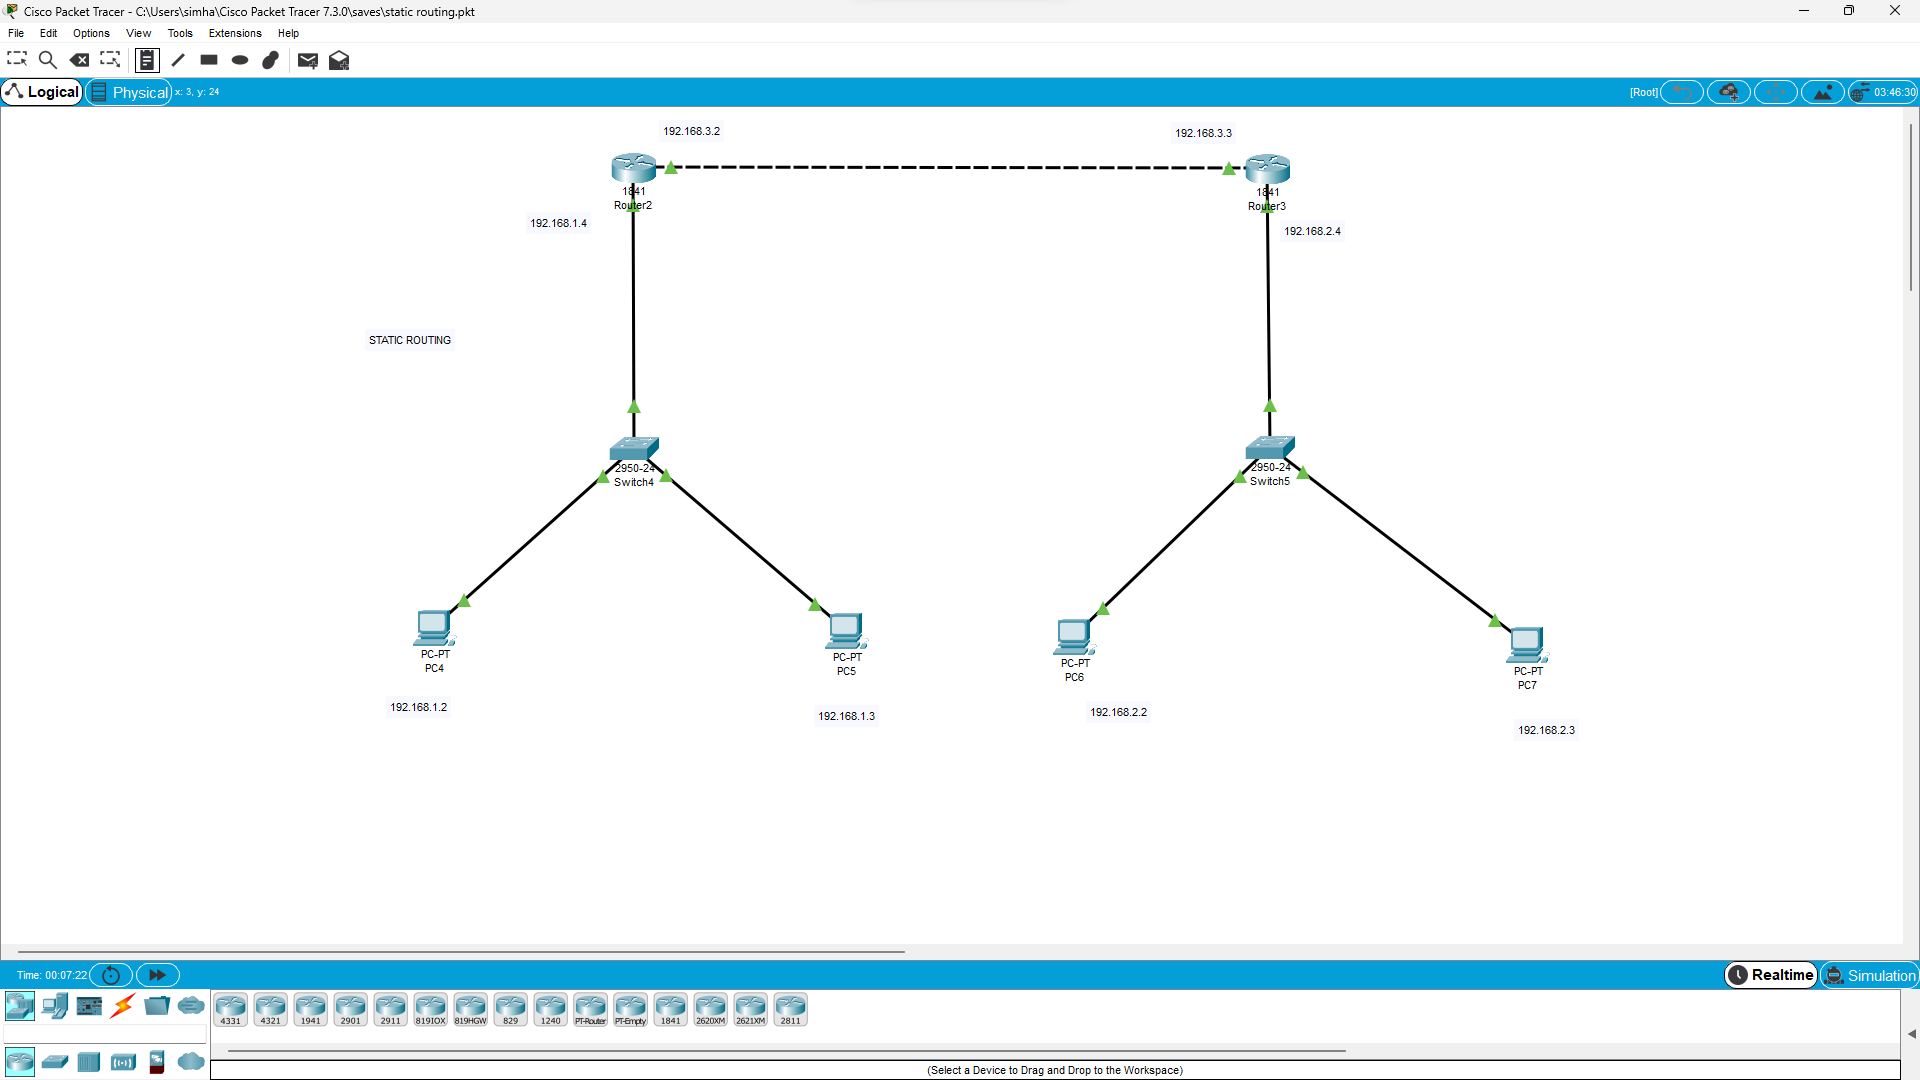 Cisco Packet Tracer - C:\Users\simha\Cisco Packet Tracer 7.3.0\saves\static routing.pkt
File Edit Options View Tools Extensions Help
Logical Physical x: 3, y: 24 [Root] 03:46:30
192.168.3.2
192.168.3.3
1841
Router2
1841
Router3
192.168.1.4
192.168.2.4
STATIC ROUTING
2950-24
Switch4
2950-24
Switch5
PC-PT
PC4
PC-PT
PC5
PC-PT
PC6
PC-PT
PC7
192.168.1.2
192.168.1.3
192.168.2.2
192.168.2.3
Time: 00:07:22 Realtime Simulation
4331 4321 1941 2901 2911 819IOX 819HGW 829 1240 PT-Router PT-Empty 1841 2620XM 2621XM 2811
(Select a Device to Drag and Drop to the Workspace)